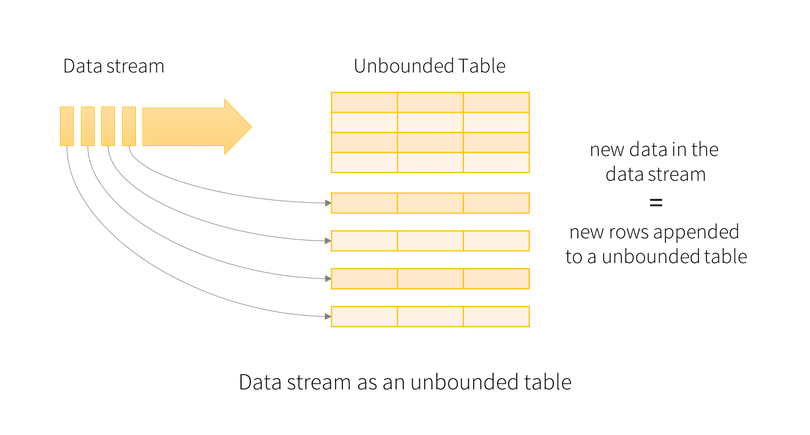 Data stream
Unbounded Table
new data in the
data stream
=
new rows appended
to a unbounded table
Data stream as an unbounded table